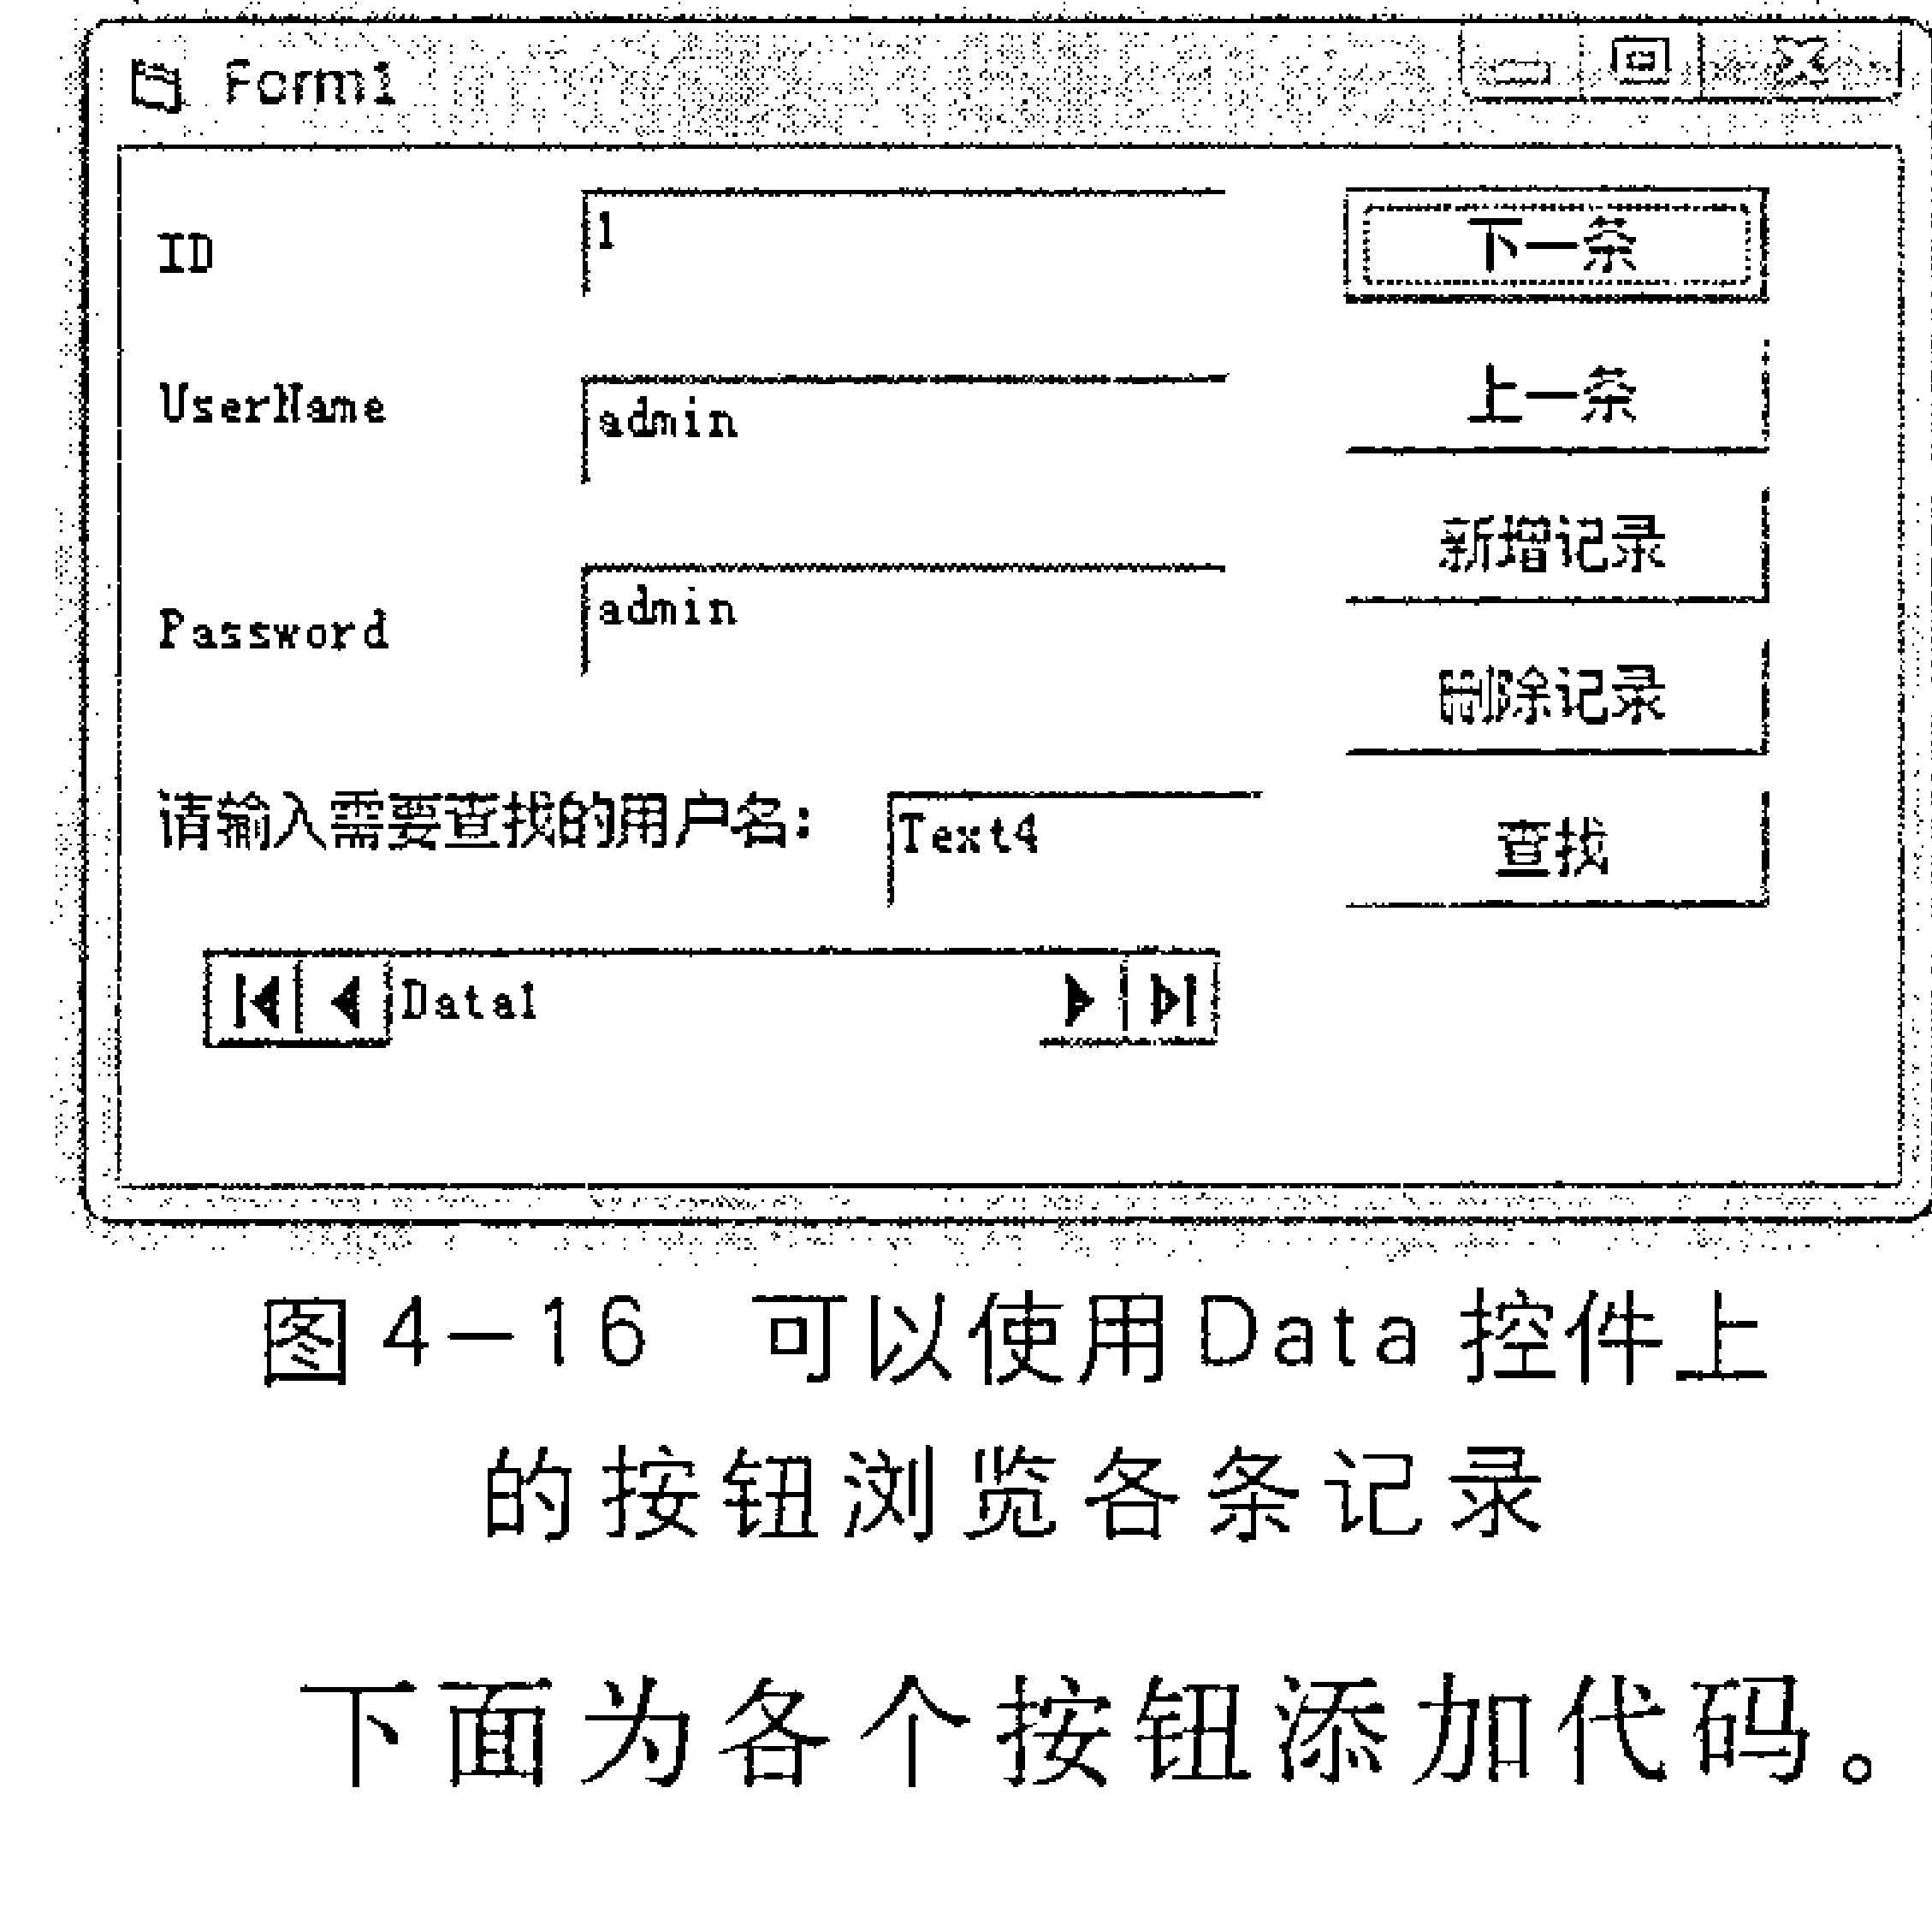 Form1
ID
1
下一条
UserName
admin
上一条
新增记录
Password
admin
删除记录
请输入需要查找的用户名：
Text4
查找
Data1
图4-16 可以使用Data控件上
的按钮浏览各条记录
下面为各个按钮添加代码。